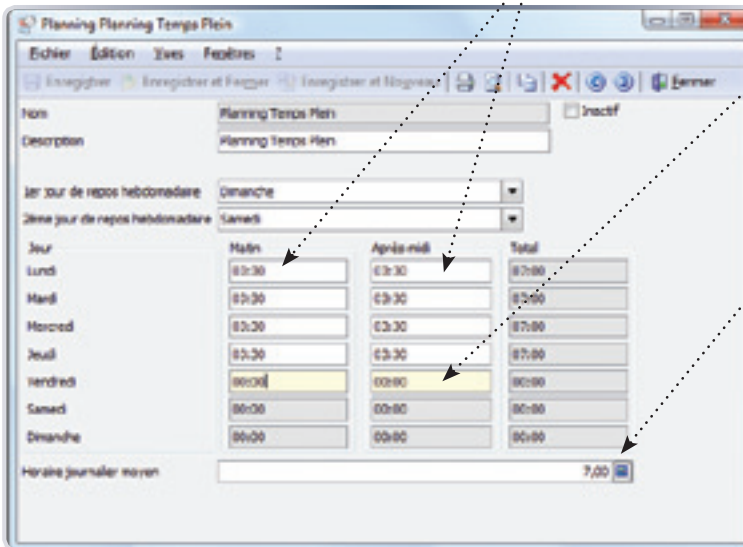 Planning Planning Temps Plein
Fichier Édition Vues Fenêtres ?
Enregistrer Enregistrer et Fermer Enregistrer et Nouveau Fermer
Nom Planning Temps Plein Inactif
Description Planning Temps Plein
1er jour de repos hebdomadaire Dimanche
2ème jour de repos hebdomadaire Samedi
Jour Matin Après-midi Total
Lundi 03:30 03:30 07:00
Mardi 03:30 03:30 07:00
Mercredi 03:30 03:30 07:00
Jeudi 03:30 03:30 07:00
Vendredi 00:00 00:00 00:00
Samedi 00:00 00:00 00:00
Dimanche 00:00 00:00 00:00
Horaire journalier moyen 7,00